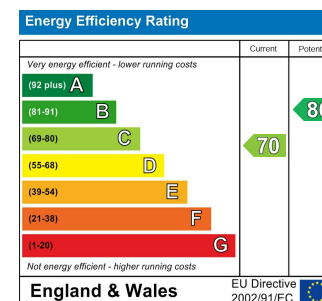 Energy Efficiency Rating
Current
Very energy efficient - lower running costs
(92 plus) A
(81-91) B
(69-80) C
70
(55-68) D
(39-54) E
(21-38) F
(1-20) G
Not energy efficient - higher running costs
England & Wales
EU Directive
2002/91/EC